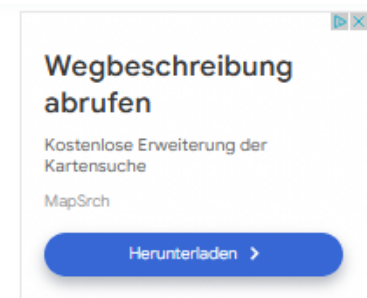 Wegbeschreibung
abrufen
Kostenlose Erweiterung der
Kartensuche
MapSrch
Herunterladen